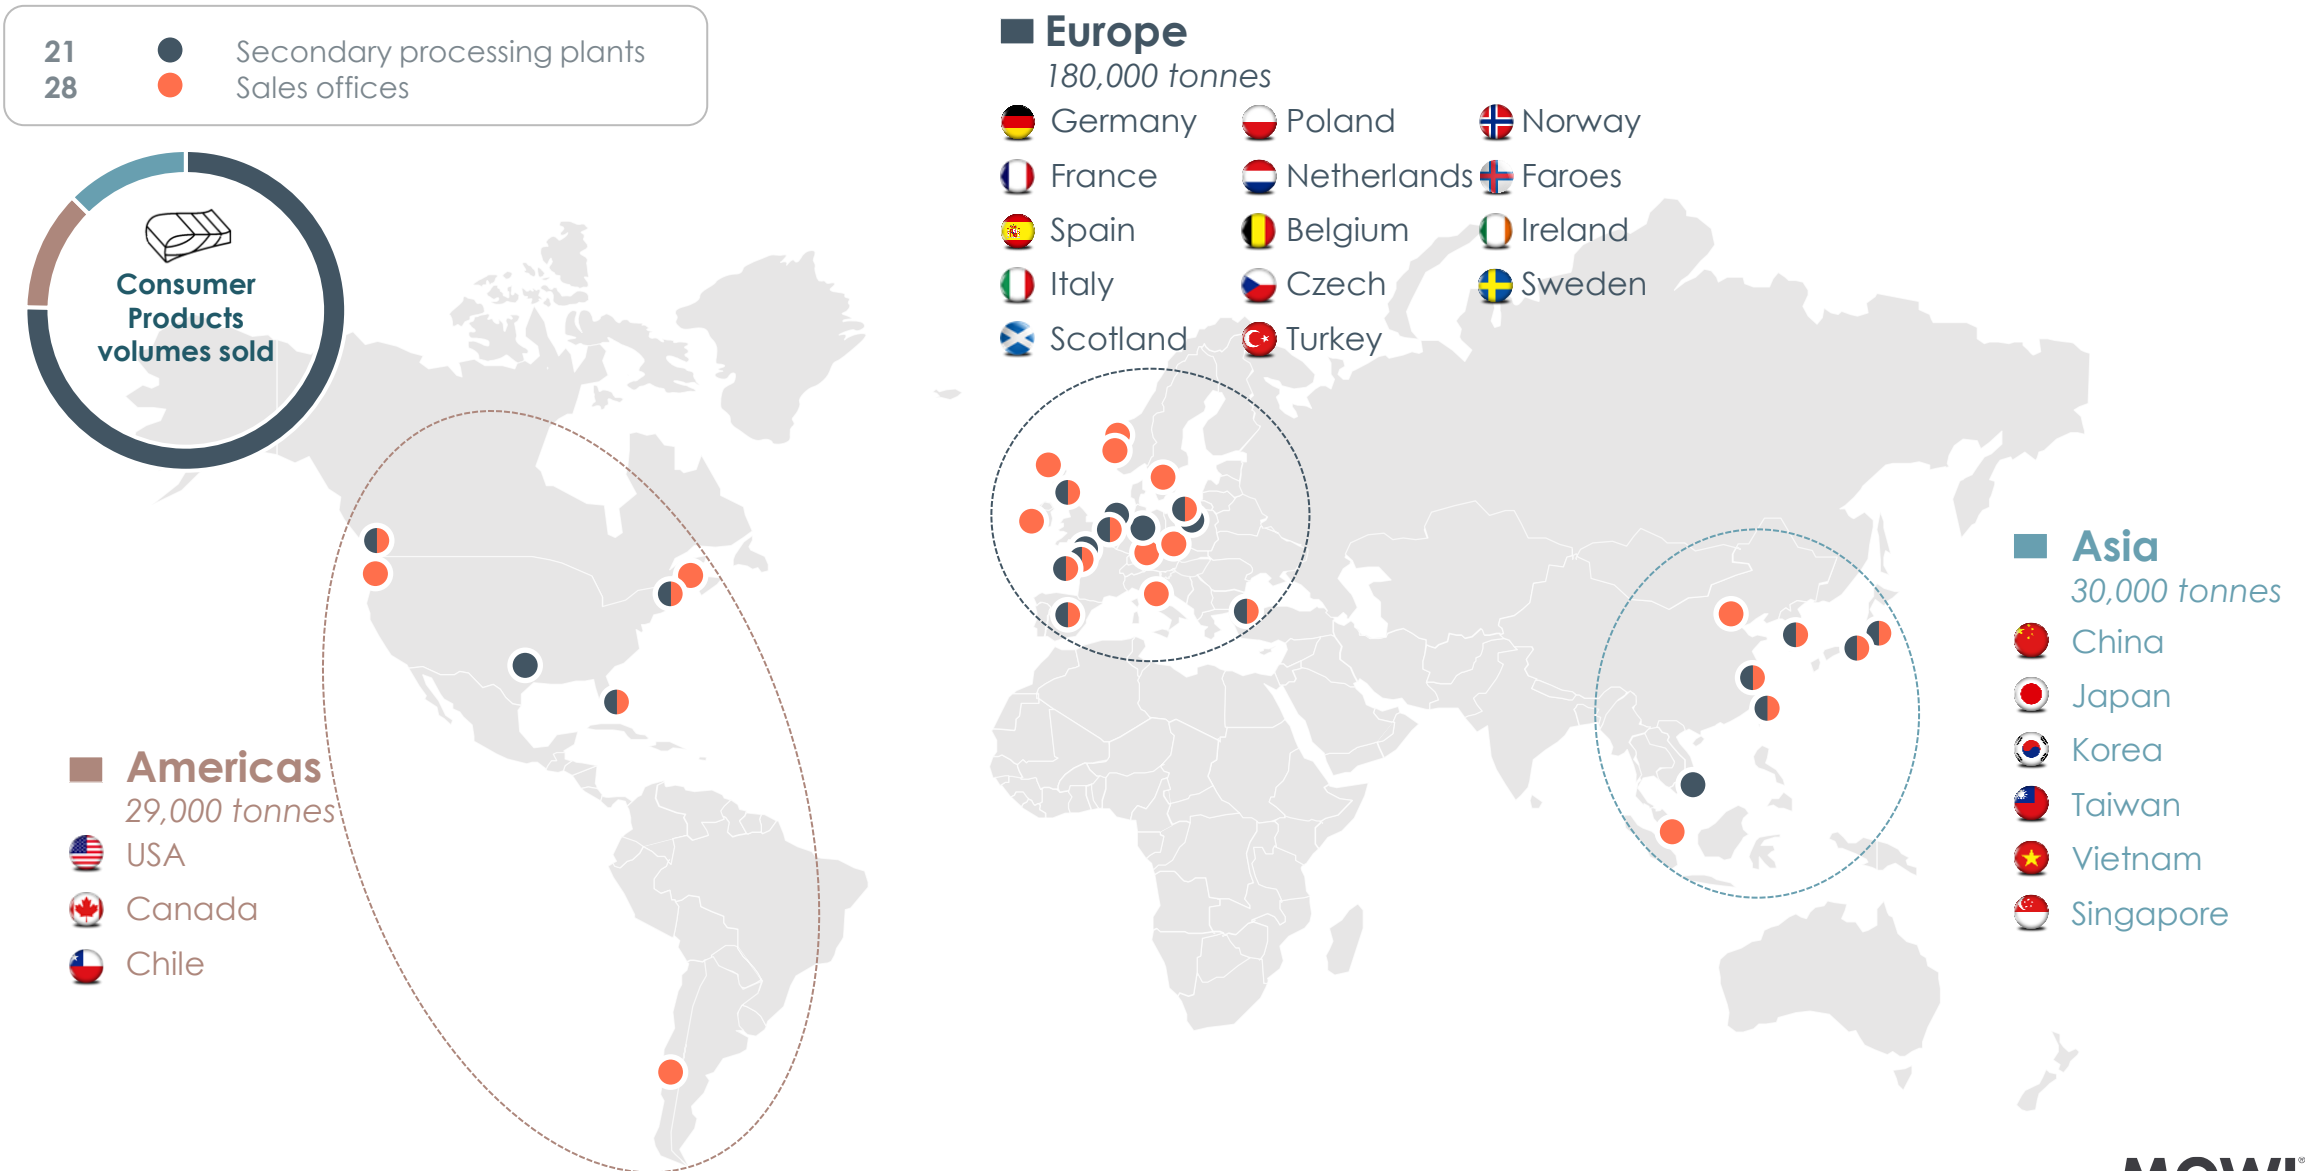 21 Secondary processing plants
28 Sales offices
Consumer
Products
volumes sold
Europe
180,000 tonnes
Germany Poland Norway
France Netherlands Faroes
Spain Belgium Ireland
Italy Czech Sweden
Scotland Turkey
Americas
29,000 tonnes
USA
Canada
Chile
Asia
30,000 tonnes
China
Japan
Korea
Taiwan
Vietnam
Singapore
MOWI®